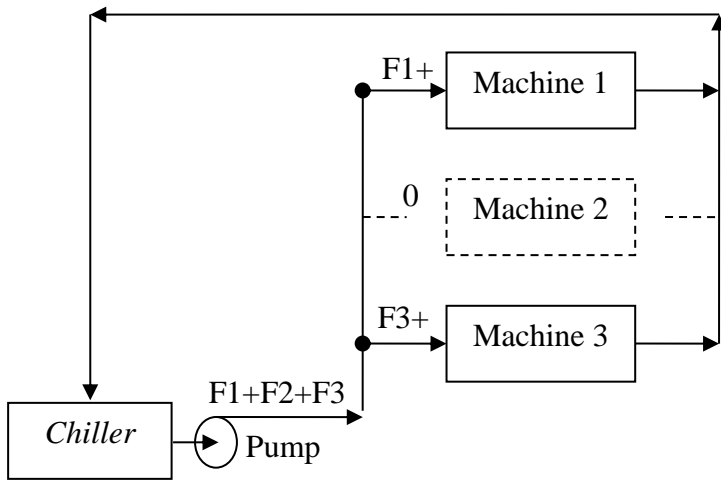 F1+
Machine 1
0
Machine 2
F3+
Machine 3
F1+F2+F3
Chiller
Pump